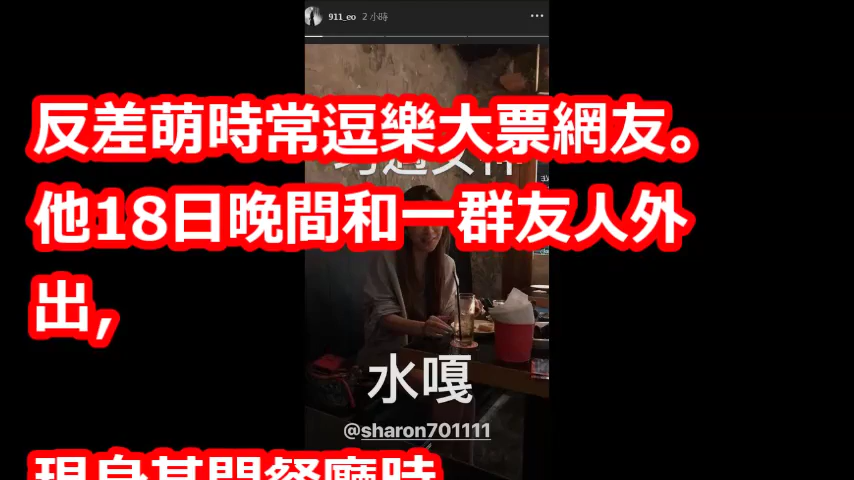 911_eo 2 小時
反差萌時常逗樂大票網友。
他18日晚間和一群友人外
出，
水嘎
@sharon701111